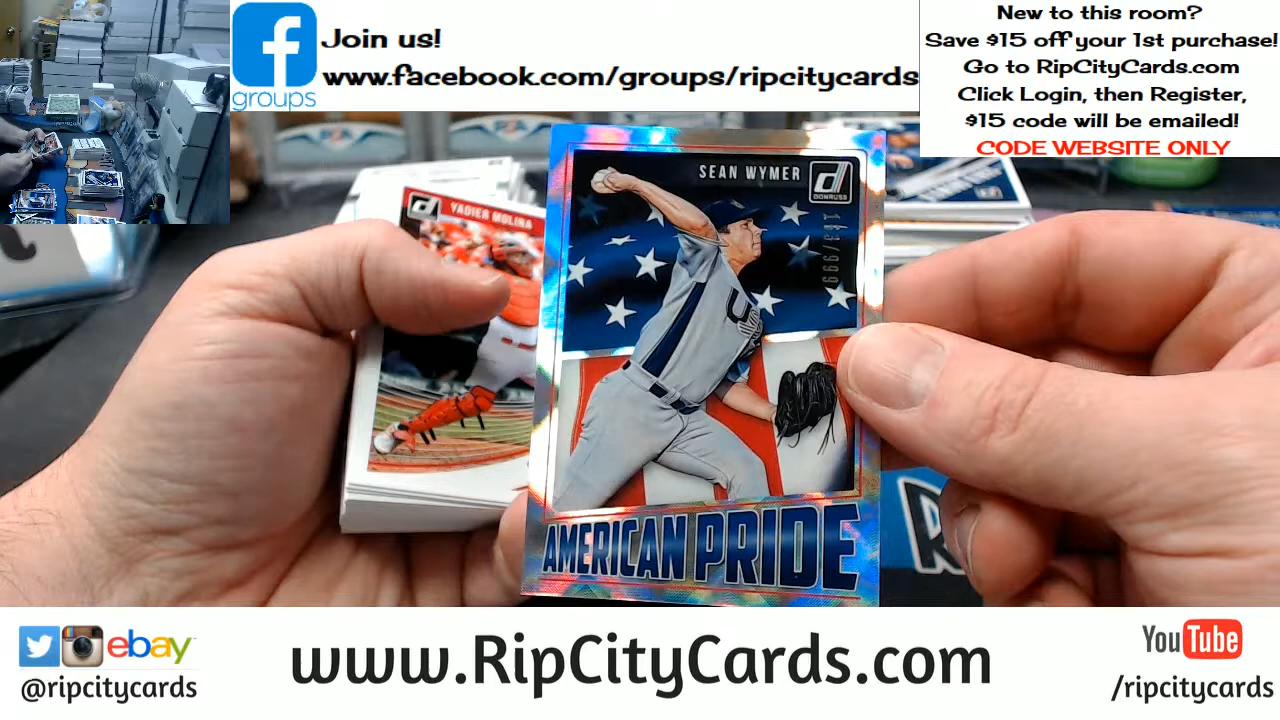 Join us!
www.facebook.com/groups/ripcitycards
groups
New to this room?
Save $15 off your 1st purchase!
Go to RipCityCards.com
Click Login, then Register,
$15 code will be emailed!
CODE WEBSITE ONLY
YADIER MOLINA
SEAN WYMER
DONRUSS
AMERICAN PRIDE
ebay
@ripcitycards
www.RipCityCards.com
YouTube
/ripcitycards